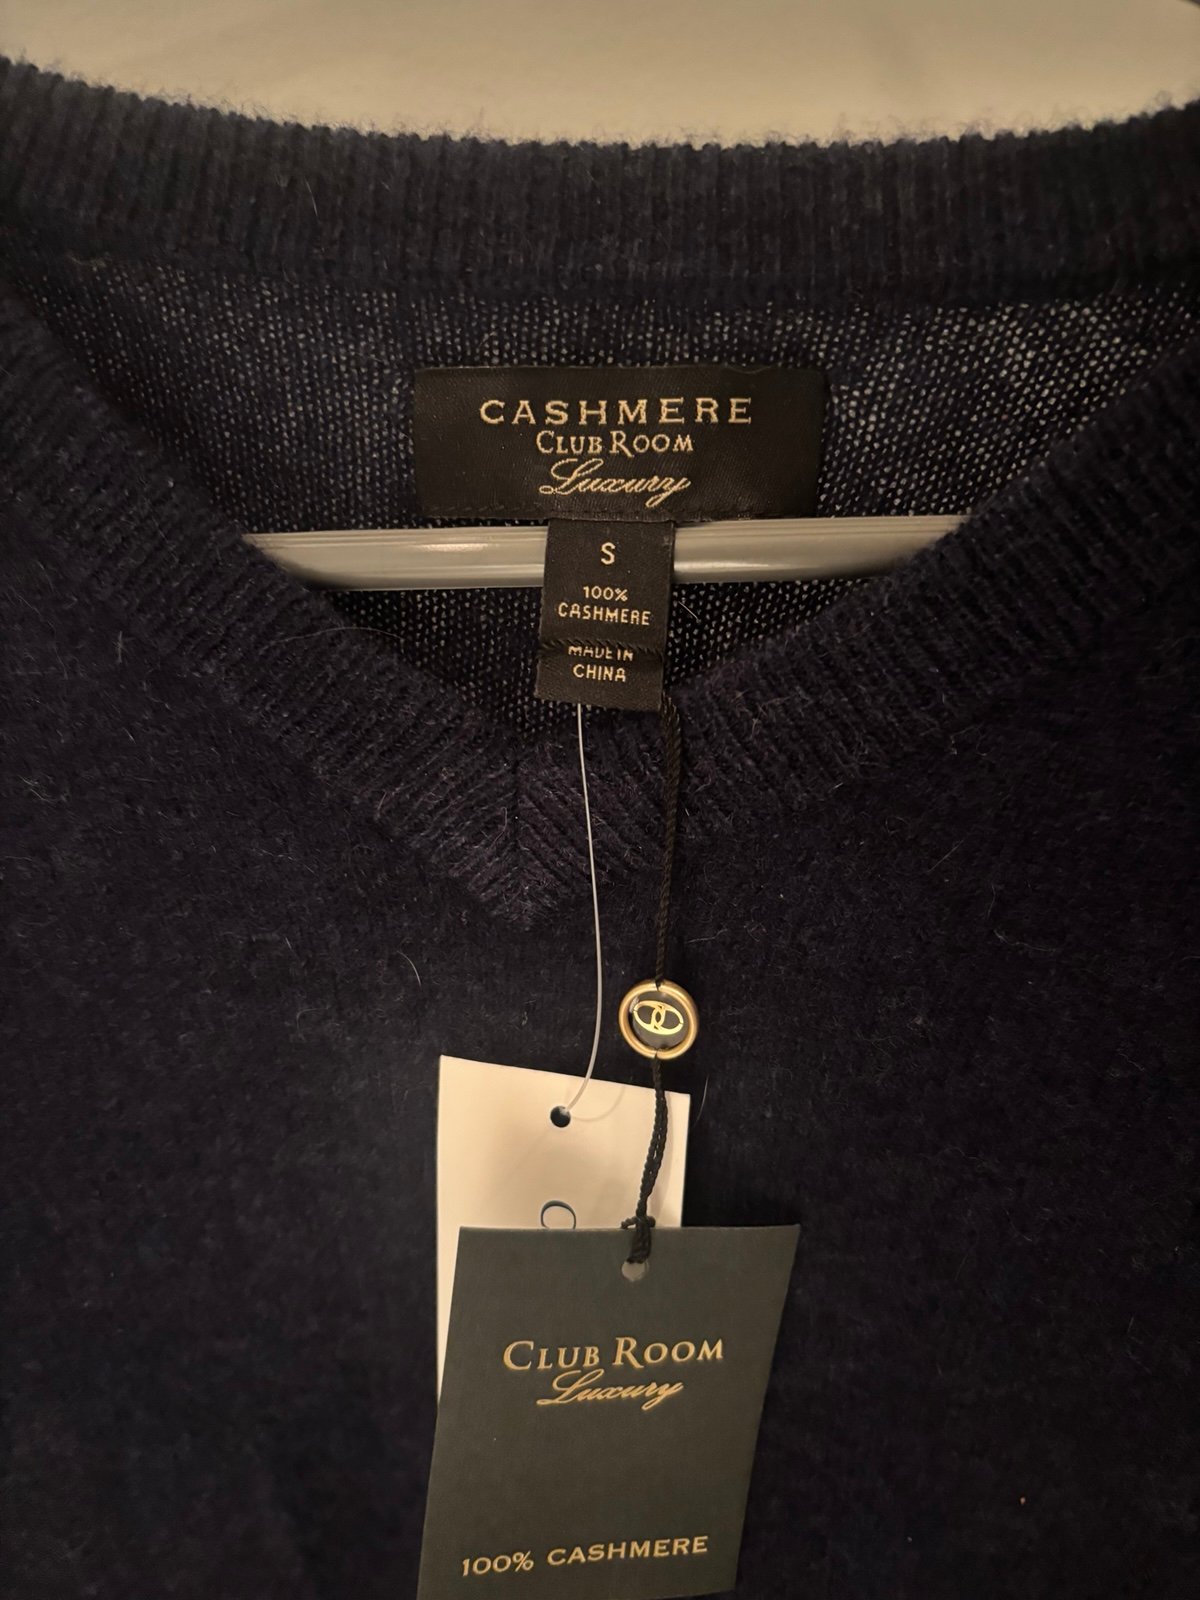 CASHMERE
CLUB ROOM
Luxury
S
100%
CASHMERE
MADE IN
CHINA
CLUB ROOM
Luxury
100% CASHMERE